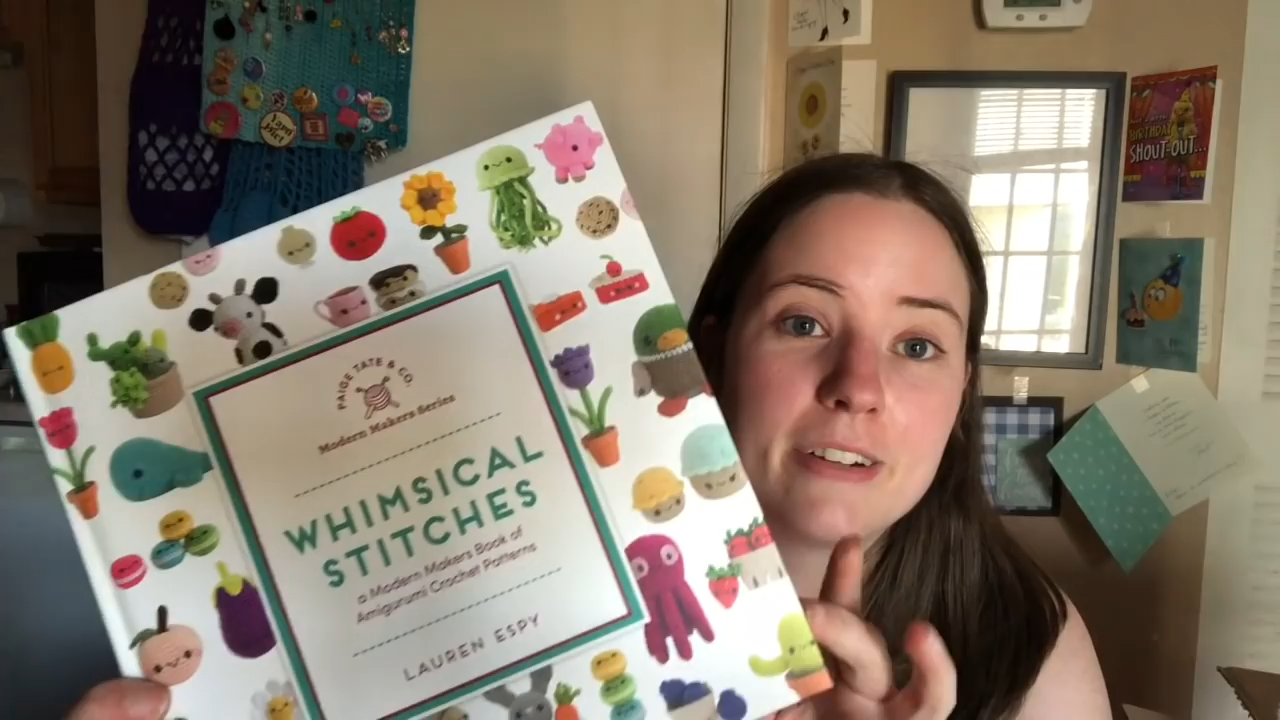 PAIGE TATE & CO.
Modern Makers Series
WHIMSICAL
STITCHES
a Modern Makers Book of
Amigurumi Crochet Patterns
LAUREN ESPY
BIRTHDAY
SHOUT-OUT...